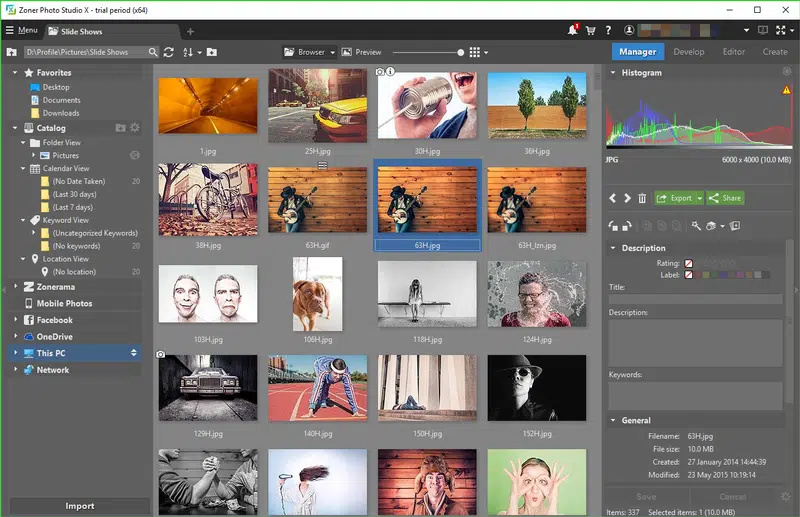 Zoner Photo Studio X - trial period (x64)
Menu
Slide Shows
D:\Profile\Pictures\Slide Shows
Browser
Preview
Manager
Develop
Editor
Create
Favorites
Desktop
Documents
Downloads
Catalog
Folder View
Pictures
Calendar View
(No Date Taken) 20
(Last 30 days)
(Last 7 days)
Keyword View
(Uncategorized Keywords)
(No keywords) 20
Location View
(No location) 20
Zonerama
Mobile Photos
Facebook
OneDrive
This PC
Network
Import
1.jpg
25H.jpg
30H.jpg
36H.jpg
38H.jpg
63H.gif
63H.jpg
63H_lzn.jpg
103H.jpg
106H.jpg
118H.jpg
124H.jpg
129H.jpg
140H.jpg
150H.jpg
152H.jpg
Histogram
JPG 6000 x 4000 (10.0 MB)
Export
Share
Description
Rating:
Label:
Title:
Description:
Keywords:
General
Filename: 63H.jpg
File size: 10.0 MB
Created: 27 January 2014 14:44:39
Modified: 23 May 2015 10:19:14
Save
Cancel
Items: 337 Selected items: 1 (10.0 MB)